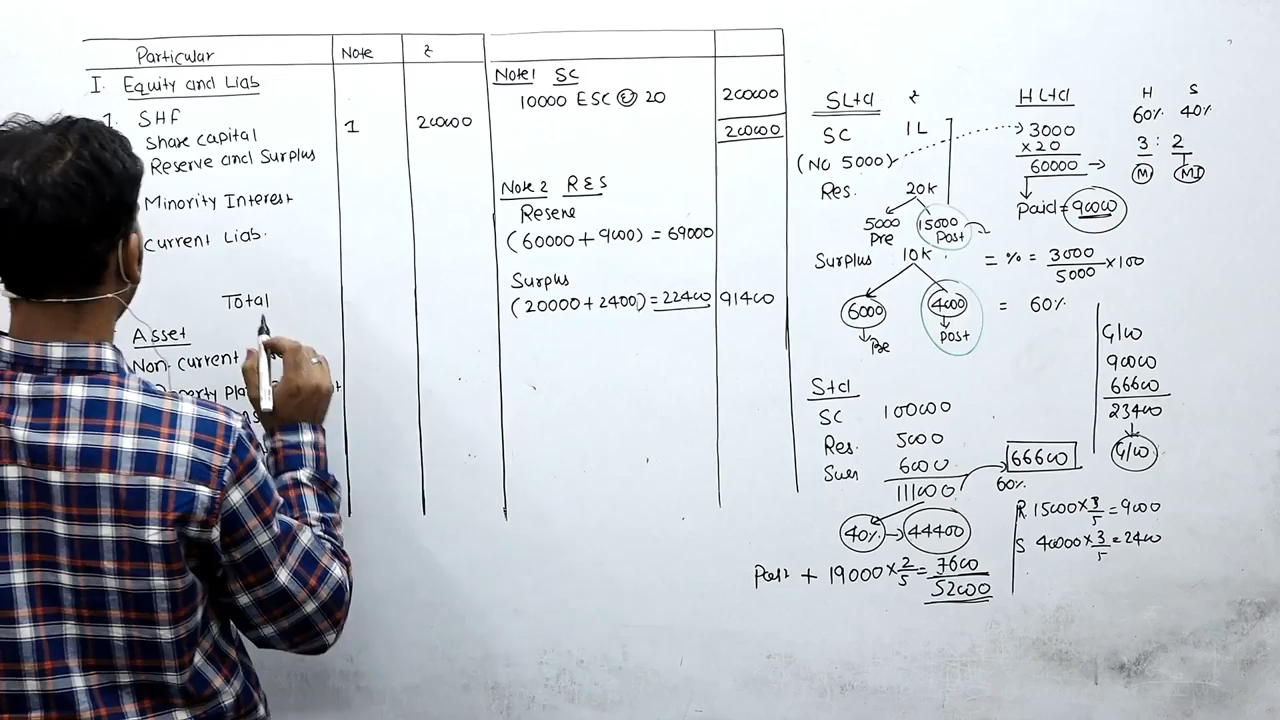 Particular Note ₹
I. Equity and Liab
1. SHF
Share capital 1 200000
Reserve and Surplus
Minority Interest
Current Liab.
Total
Asset
Non current
Note 1 SC
10000 ESC @ 20 200000
200000
Note 2 R & S
Reserve
(60000 + 9000) = 69000
Surplus
(20000 + 2400) = 22400 91400
SLtd ₹
SC 1L
(NO 5000)
Res. 20K
5000 15000
Pre Post
Surplus 10K
6000 4000
Pre Post
HLtd
3000
×20
60000 →
Paid = 90000
H S
60% 40%
3 : 2
M MI
= % = 3000/5000 × 100
= 60%
G/W
90000
66600
23400
G/W
Sltd
SC 100000
Res. 5000
Surp 6000
111000
66600
60%
40% → 44400
Post + 19000 × 2/5 = 7600
52000
R 15000 × 3/5 = 9000
S 40000 × 3/5 = 2400